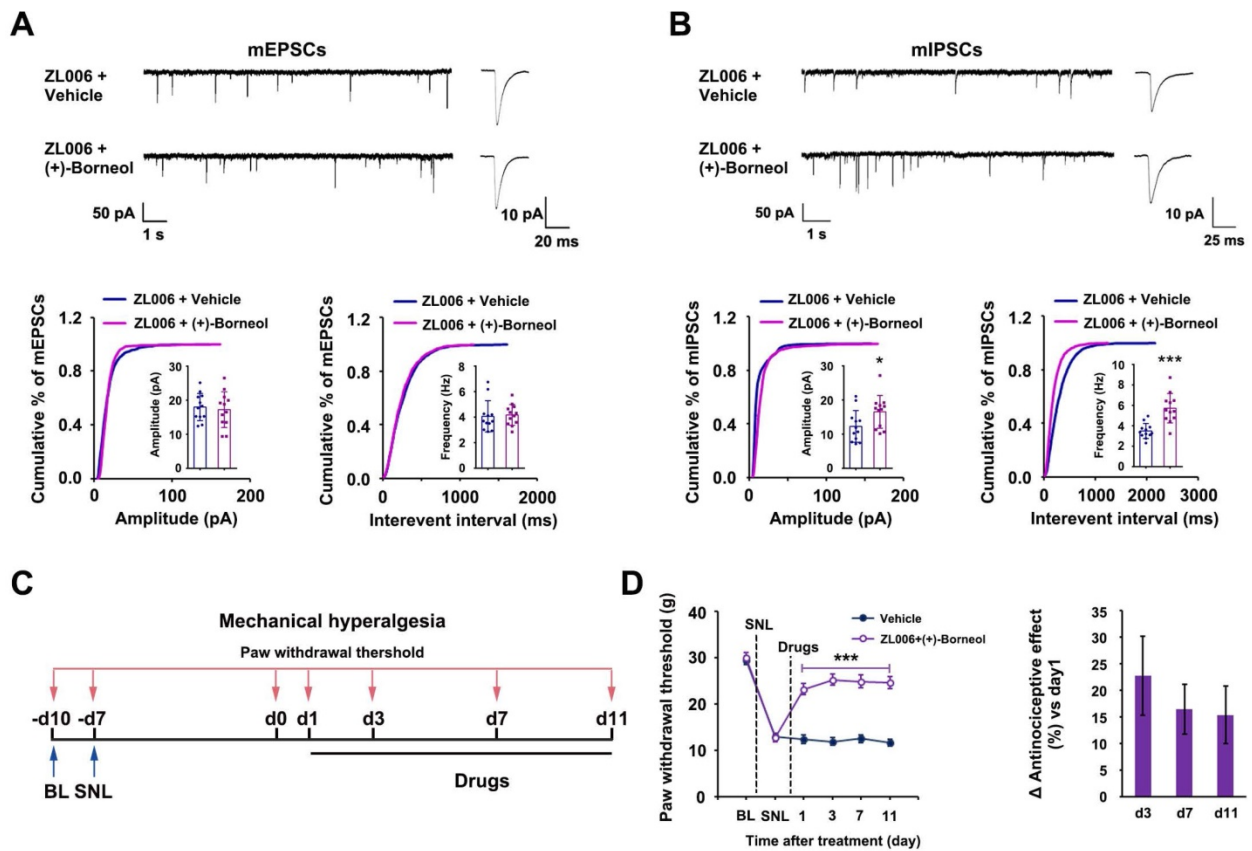 A
mEPSCs
ZL006 +
Vehicle
ZL006 +
(+)-Borneol
50 pA
1 s
10 pA
20 ms
B
mIPSCs
ZL006 +
Vehicle
ZL006 +
(+)-Borneol
50 pA
1 s
10 pA
25 ms
ZL006 + Vehicle
ZL006 + (+)-Borneol
Cumulative % of mEPSCs
1.2
0.8
0.4
0.0
0
100
200
Amplitude (pA)
Amplitude (pA)
30
20
10
0
ZL006 + Vehicle
ZL006 + (+)-Borneol
Cumulative % of mEPSCs
1.2
0.8
0.4
0.0
0
1000
2000
Interevent interval (ms)
Frequency (Hz)
8
6
4
2
0
ZL006 + Vehicle
ZL006 + (+)-Borneol
Cumulative % of mIPSCs
1.2
0.8
0.4
0.0
0
100
200
Amplitude (pA)
Amplitude (pA)
30
20
10
0
*
ZL006 + Vehicle
ZL006 + (+)-Borneol
Cumulative % of mIPSCs
1.2
0.8
0.4
0.0
0
1000
2000
3000
Interevent interval (ms)
Frequency (Hz)
10
8
6
4
2
0
***
C
Mechanical hyperalgesia
Paw withdrawal thershold
-d10
-d7
d0
d1
d3
d7
d11
BL
SNL
Drugs
D
Paw withdrawal threshold (g)
40
30
20
10
0
SNL
Drugs
***
Vehicle
ZL006+(+)-Borneol
BL
SNL
1
3
7
11
Time after treatment (day)
Δ Antinociceptive effect
(%) vs day1
35
30
25
20
15
10
5
0
d3
d7
d11